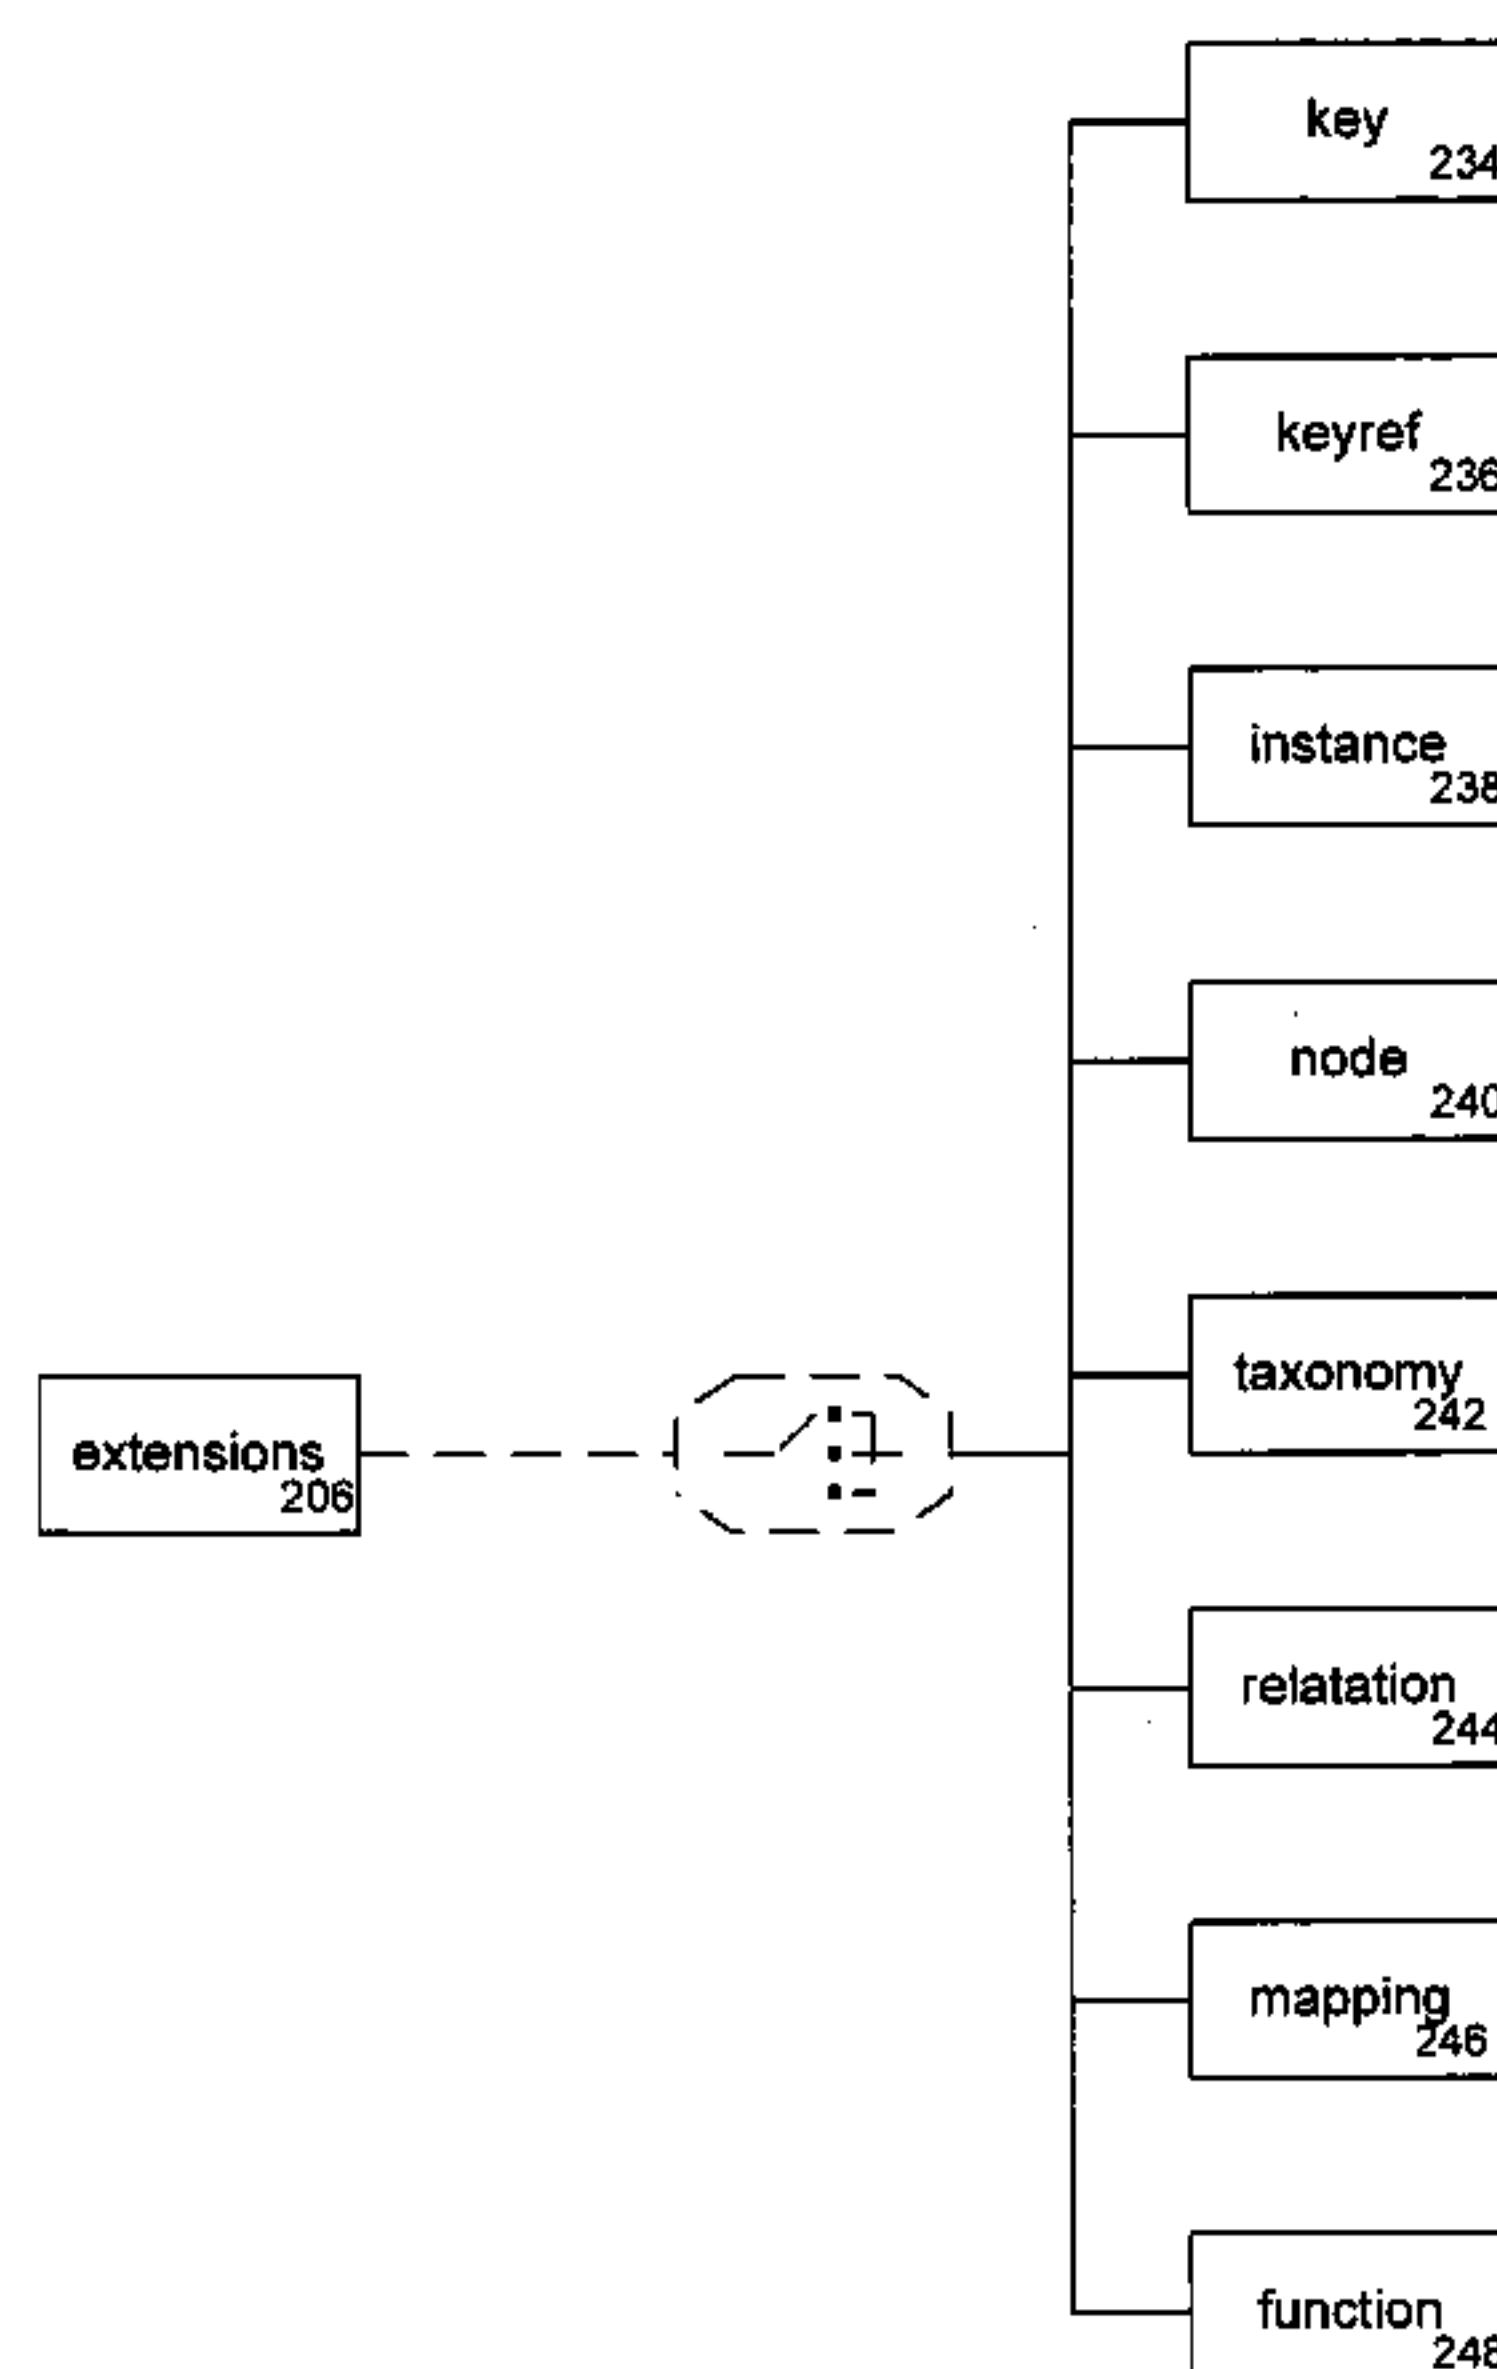 key
234
keyref
236
instance
238
node
240
taxonomy
242
extensions
206
relatation
244
mapping
246
function
248